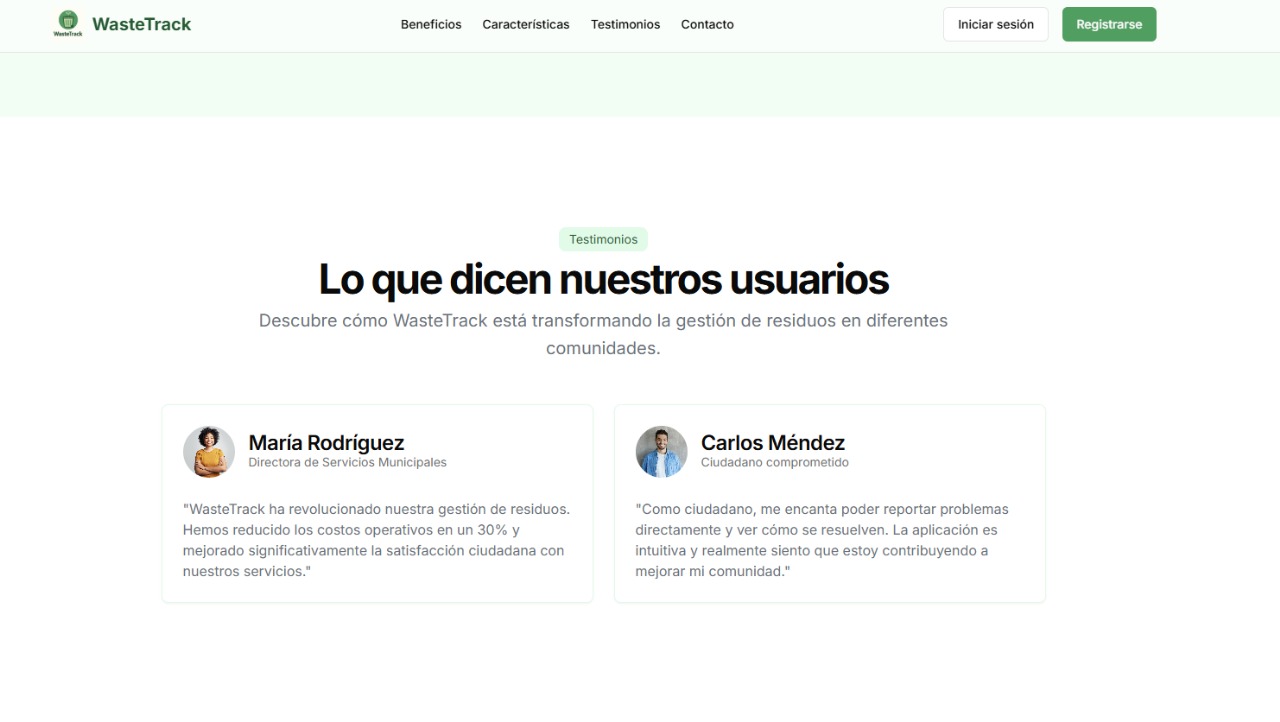 WasteTrack
WasteTrack
Beneficios
Características
Testimonios
Contacto
Iniciar sesión
Registrarse
Testimonios
Lo que dicen nuestros usuarios
Descubre cómo WasteTrack está transformando la gestión de residuos en diferentes
comunidades.
María Rodríguez
Directora de Servicios Municipales
"WasteTrack ha revolucionado nuestra gestión de residuos.
Hemos reducido los costos operativos en un 30% y
mejorado significativamente la satisfacción ciudadana con
nuestros servicios."
Carlos Méndez
Ciudadano comprometido
"Como ciudadano, me encanta poder reportar problemas
directamente y ver cómo se resuelven. La aplicación es
intuitiva y realmente siento que estoy contribuyendo a
mejorar mi comunidad."